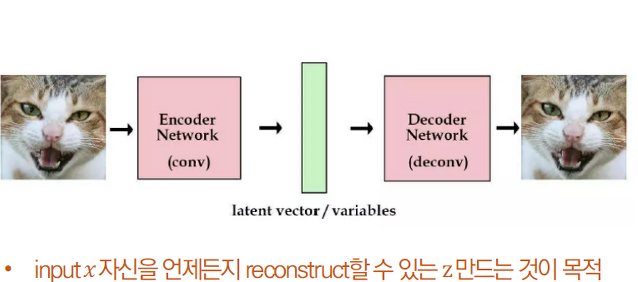 Encoder
Network
(conv)
Decoder
Network
(deconv)
latent vector / variables
• input x 자신을 언제든지 reconstruct할 수 있는 z 만드는 것이 목적